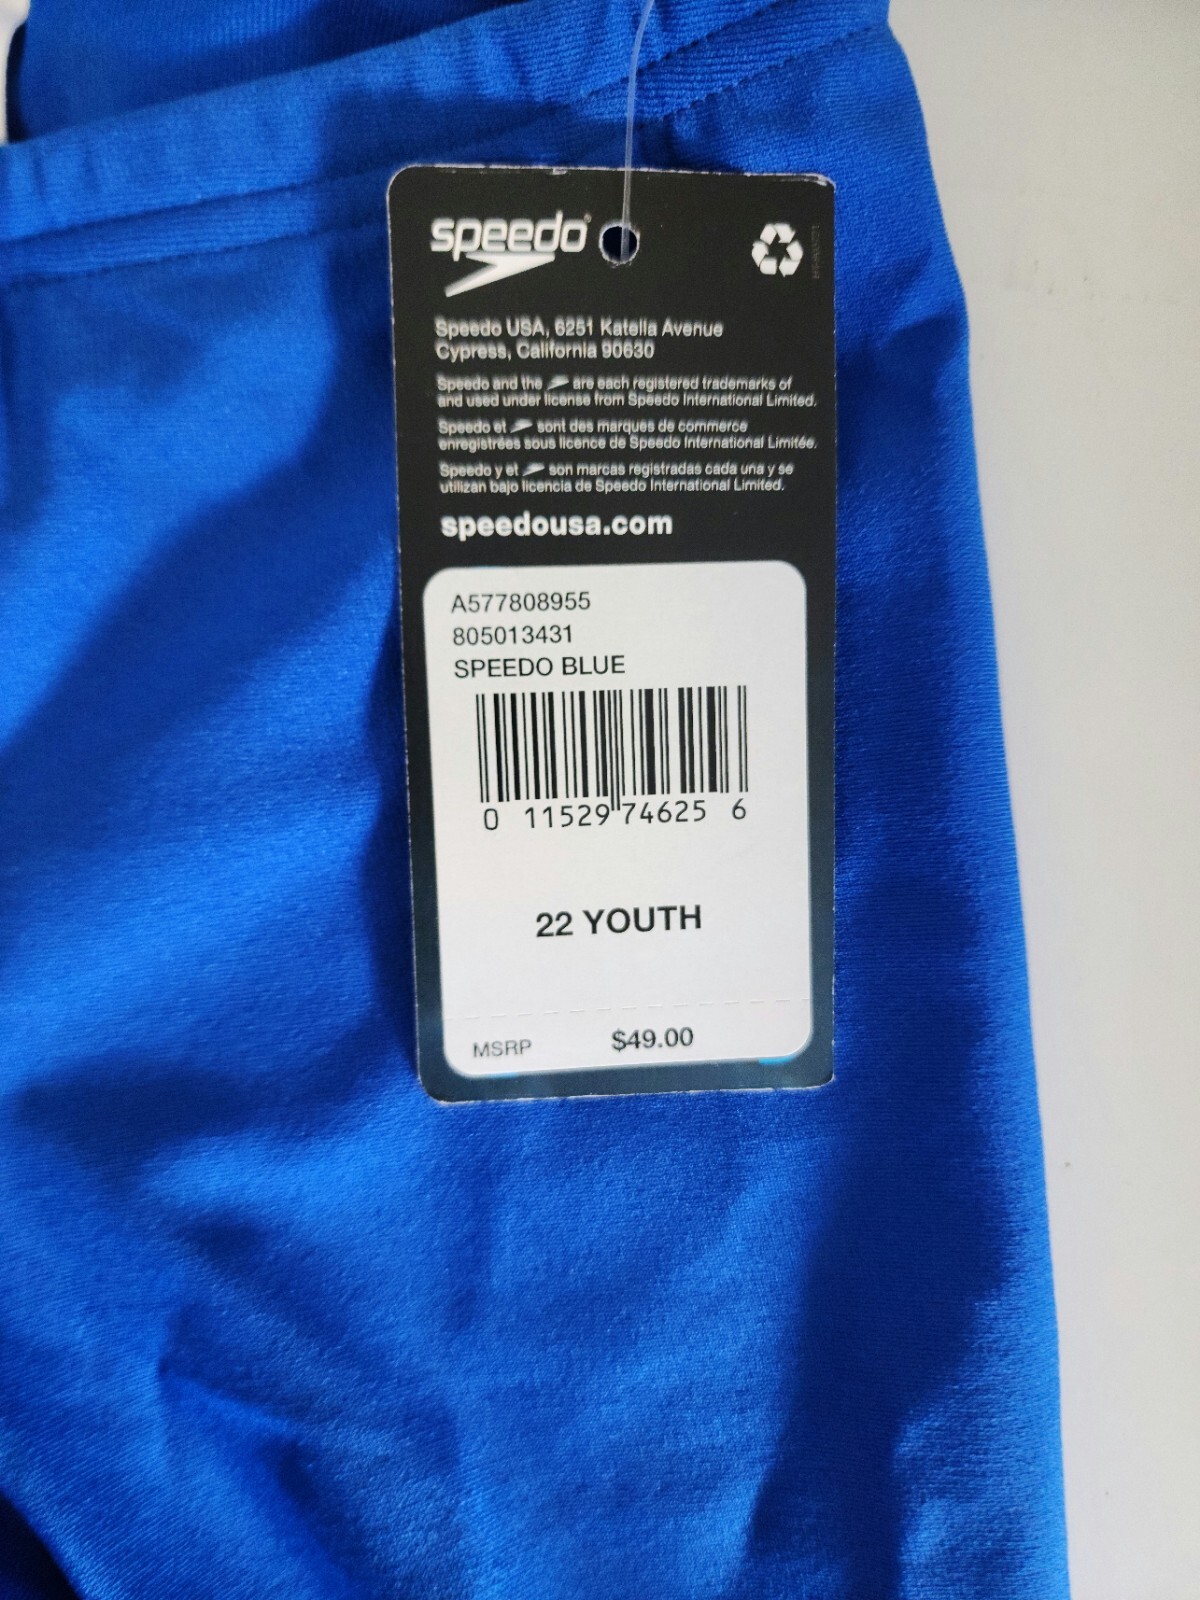 speedo
Speedo USA, 6251 Katella Avenue
Cypress, California 90630
Speedo and the are each registered trademarks of
and used under license from Speedo International Limited.
Speedo et sont des marques de commerce
enregistrées sous licence de Speedo International Limitée.
Speedo y et son marcas registradas cada una y se
utilizan bajo licencia de Speedo International Limited.
speedousa.com
A577808955
805013431
SPEEDO BLUE
0 11529 74625 6
22 YOUTH
MSRP $49.00